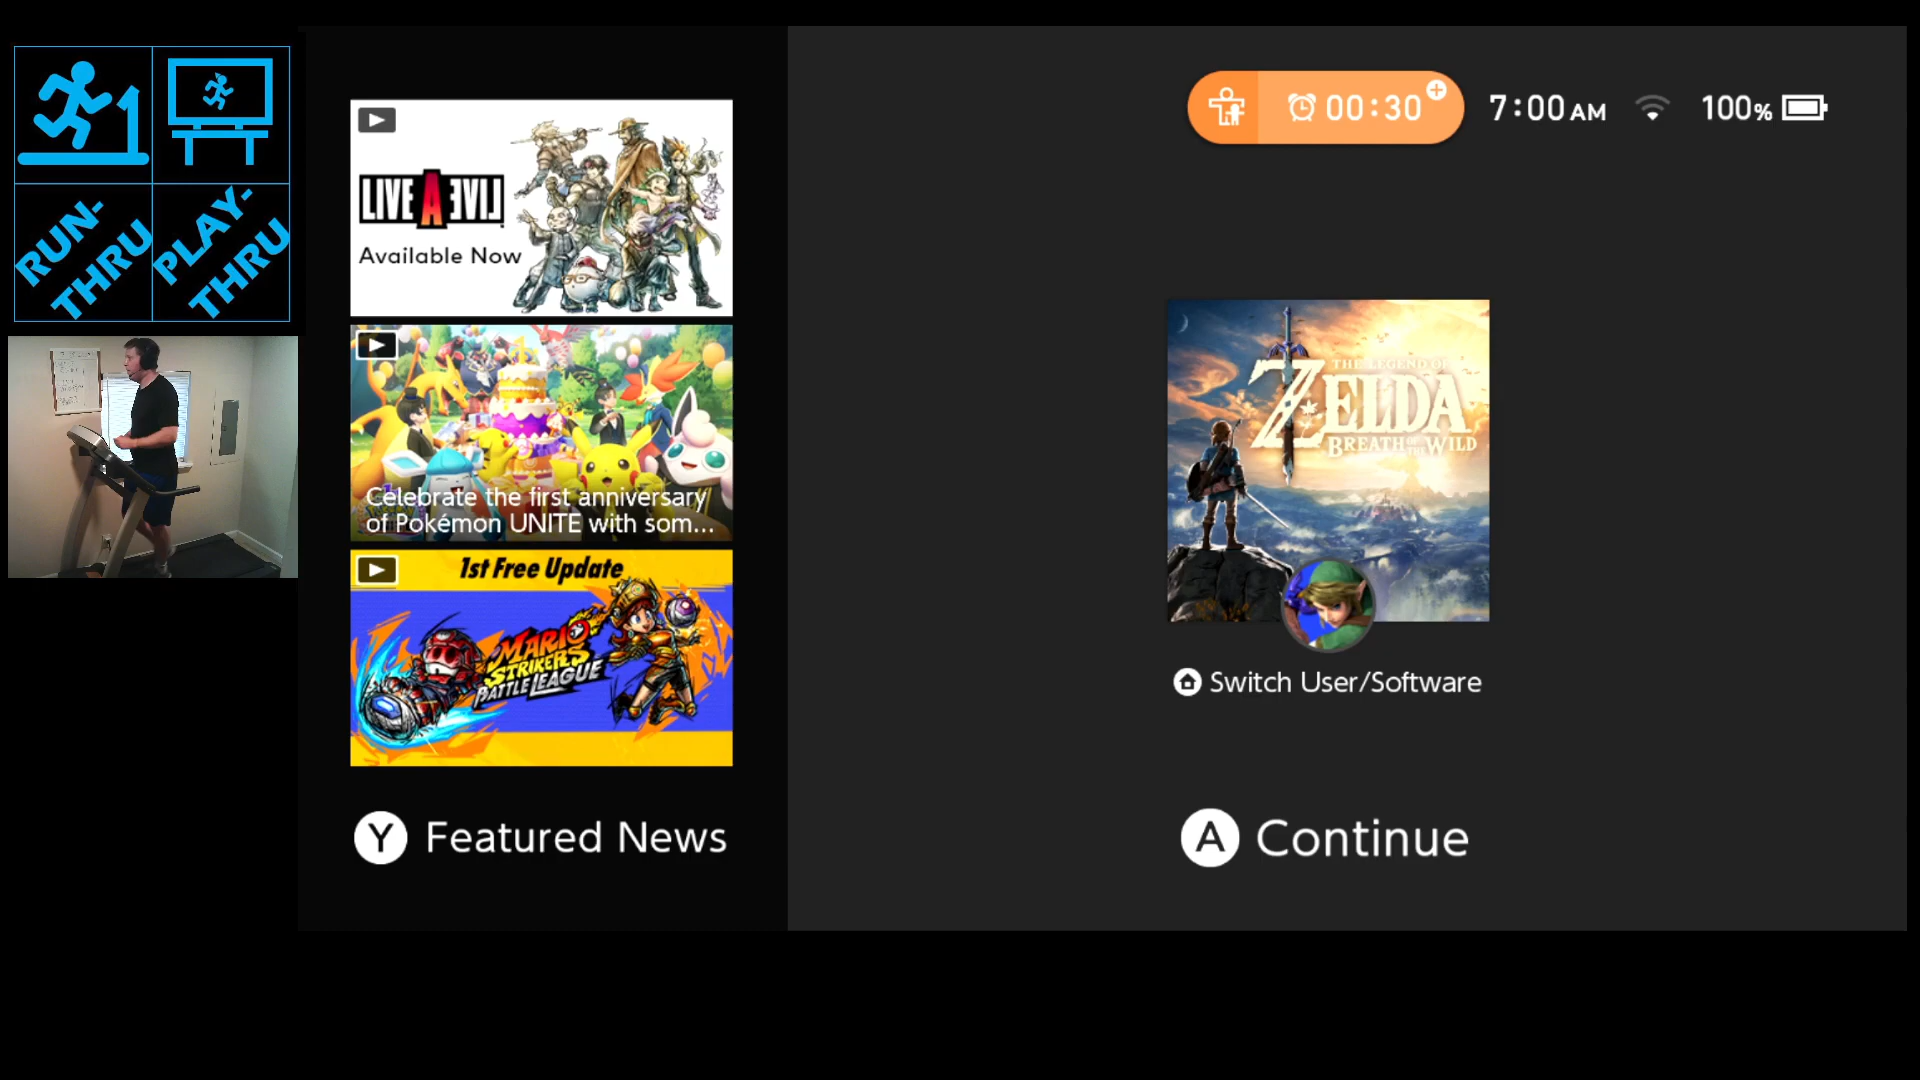 RUN-
THRU
PLAY-
THRU
LIVE A LIVE
Available Now
Celebrate the first anniversary
of Pokémon UNITE with som...
1st Free Update
MARIO
STRIKERS
BATTLE LEAGUE
Y Featured News
00:30
7:00 AM
100%
THE LEGEND OF
ZELDA
BREATH OF THE WILD
Switch User/Software
A Continue